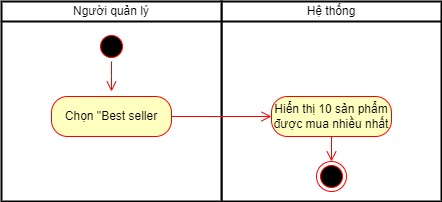 Người quản lý
Hệ thống
Chọn "Best seller
Hiển thị 10 sản phẩm
được mua nhiều nhất